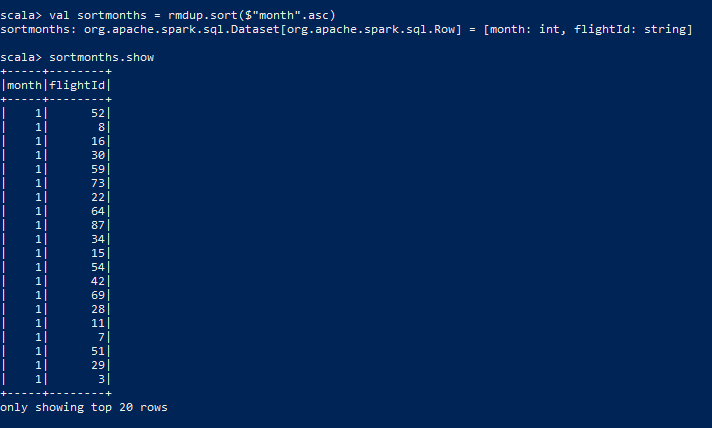 scala> val sortmonths = rmdup.sort($"month".asc)
sortmonths: org.apache.spark.sql.Dataset[org.apache.spark.sql.Row] = [month: int, flightId: string]
scala> sortmonths.show
+-----+--------+
|month|flightId|
+-----+--------+
|    1|      52|
|    1|       8|
|    1|      16|
|    1|      30|
|    1|      59|
|    1|      73|
|    1|      22|
|    1|      64|
|    1|      87|
|    1|      34|
|    1|      15|
|    1|      54|
|    1|      42|
|    1|      69|
|    1|      28|
|    1|      11|
|    1|       7|
|    1|      51|
|    1|      29|
|    1|       3|
+-----+--------+
only showing top 20 rows